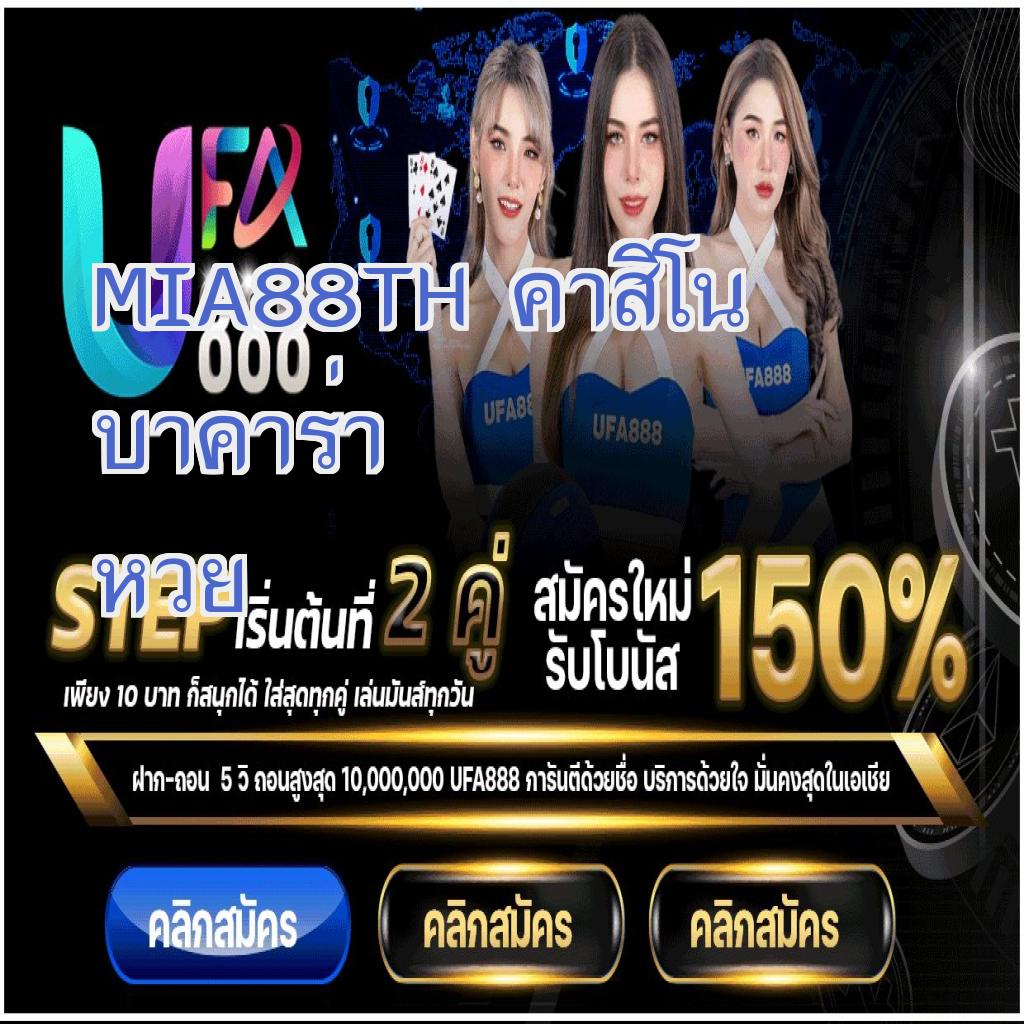 UFA
888
MIA88TH คาสิโน
บาคาร่า
หวย
UFA888
UFA888
UFA888
STEP เริ่มต้นที่ 2 คู่
เพียง 10 บาท ก็สนุกได้ ใส่สุดทุกคู่ เล่นมันส์ทุกวัน
สมัครใหม่
รับโบนัส
150%
ฝาก-ถอน 5 วิ ถอนสูงสุด 10,000,000 UFA888 การันตีด้วยชื่อ บริการด้วยใจ มั่นคงสุดในเอเชีย
คลิกสมัคร
คลิกสมัคร
คลิกสมัคร